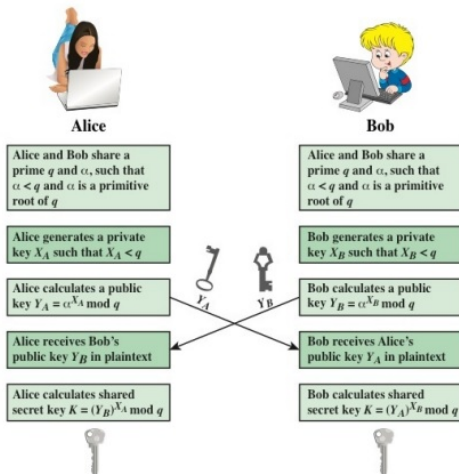 Alice
Bob
Alice and Bob share a
prime q and α, such that
α < q and α is a primitive
root of q
Alice and Bob share a
prime q and α, such that
α < q and α is a primitive
root of q
Alice generates a private
key X_A such that X_A < q
Bob generates a private
key X_B such that X_B < q
Alice calculates a public
key Y_A = α^X_A mod q
Y_A
Y_B
Bob calculates a public
key Y_B = α^X_B mod q
Alice receives Bob's
public key Y_B in plaintext
Bob receives Alice's
public key Y_A in plaintext
Alice calculates shared
secret key K = (Y_B)^X_A mod q
Bob calculates shared
secret key K = (Y_A)^X_B mod q